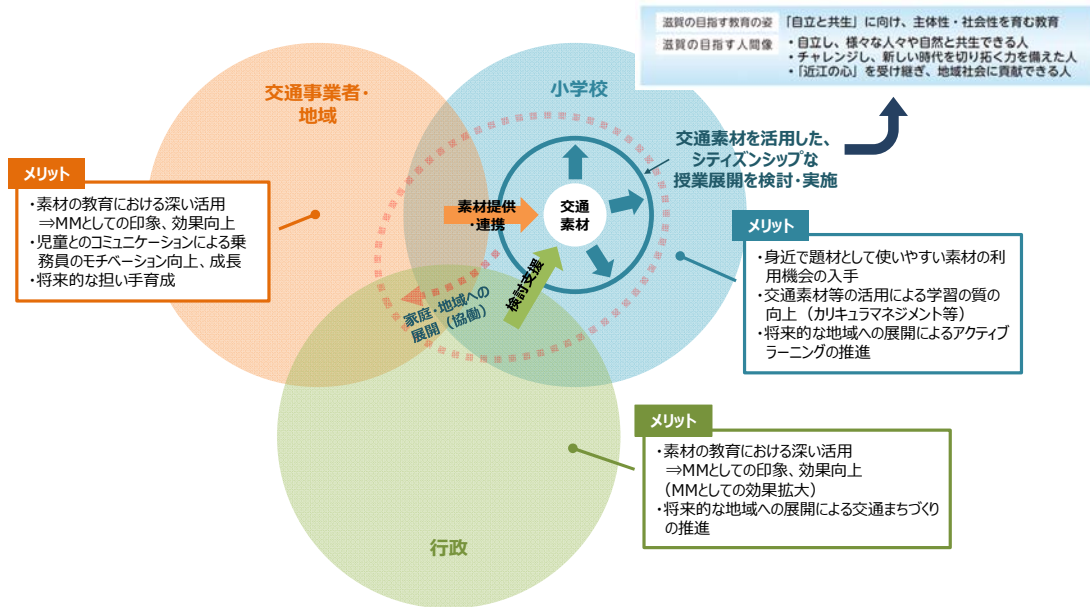 滋賀の目指す教育の姿 「自立と共生」に向け、主体性・社会性を育む教育
滋賀の目指す人間像 ・自立し、様々な人々や自然と共生できる人
・チャレンジし、新しい時代を切り拓く力を備えた人
・「近江の心」を受け継ぎ、地域社会に貢献できる人
交通事業者・
地域
小学校
交通素材を活用した、
シティズンシップな
授業展開を検討・実施
メリット
・素材の教育における深い活用
⇒MMとしての印象、効果向上
・児童とのコミュニケーションによる乗
務員のモチベーション向上、成長
・将来的な担い手育成
素材提供
・連携
交通
素材
検討支援
家庭・地域への
展開(協働)
メリット
・身近で題材として使いやすい素材の利
用機会の入手
・交通素材等の活用による学習の質の
向上(カリキュラマネジメント等)
・将来的な地域への展開によるアクティブ
ラーニングの推進
メリット
・素材の教育における深い活用
⇒MMとしての印象、効果向上
(MMとしての効果拡大)
・将来的な地域への展開による交通まちづくり
の推進
行政